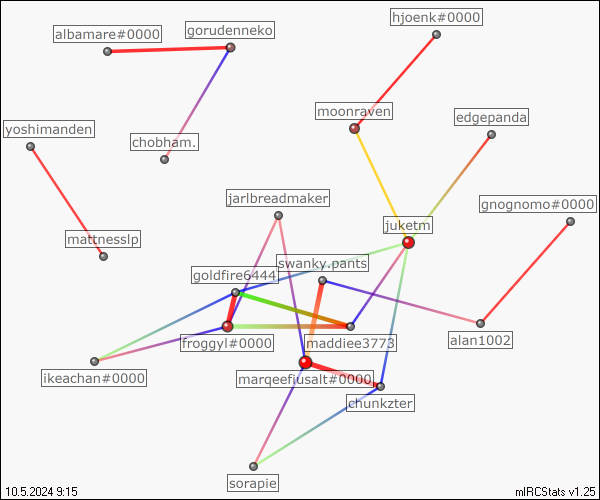 hjoenk#0000
gorudenneko
albamare#0000
moonraven
edgepanda
yoshimanden
chobham.
jarlbreadmaker
gnognomo#0000
juketm
mattnesslp
swanky.pants
goldfire6444
froggyl#0000
maddiee3773
alan1002
ikeachan#0000
marqeefiusalt#0000
chunkzter
sorapie
10.5.2024 9:15
mIRCStats v1.25